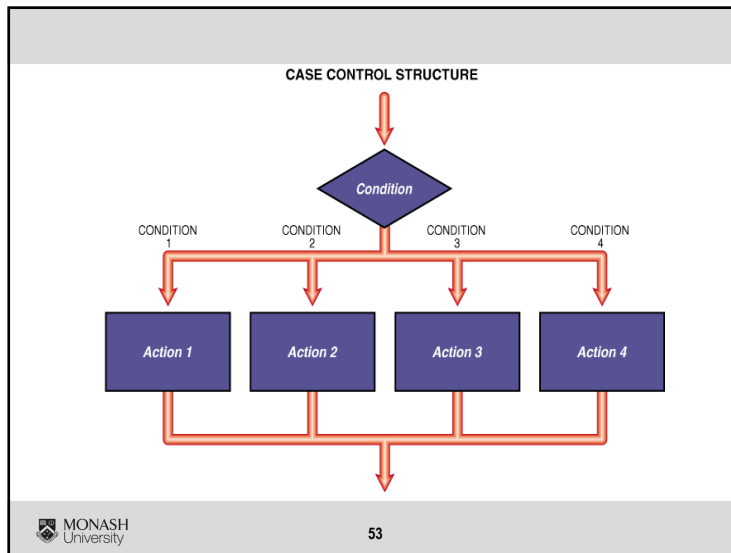 CASE CONTROL STRUCTURE
Condition
CONDITION
1
CONDITION
2
CONDITION
3
CONDITION
4
Action 1
Action 2
Action 3
Action 4
MONASH
University
53